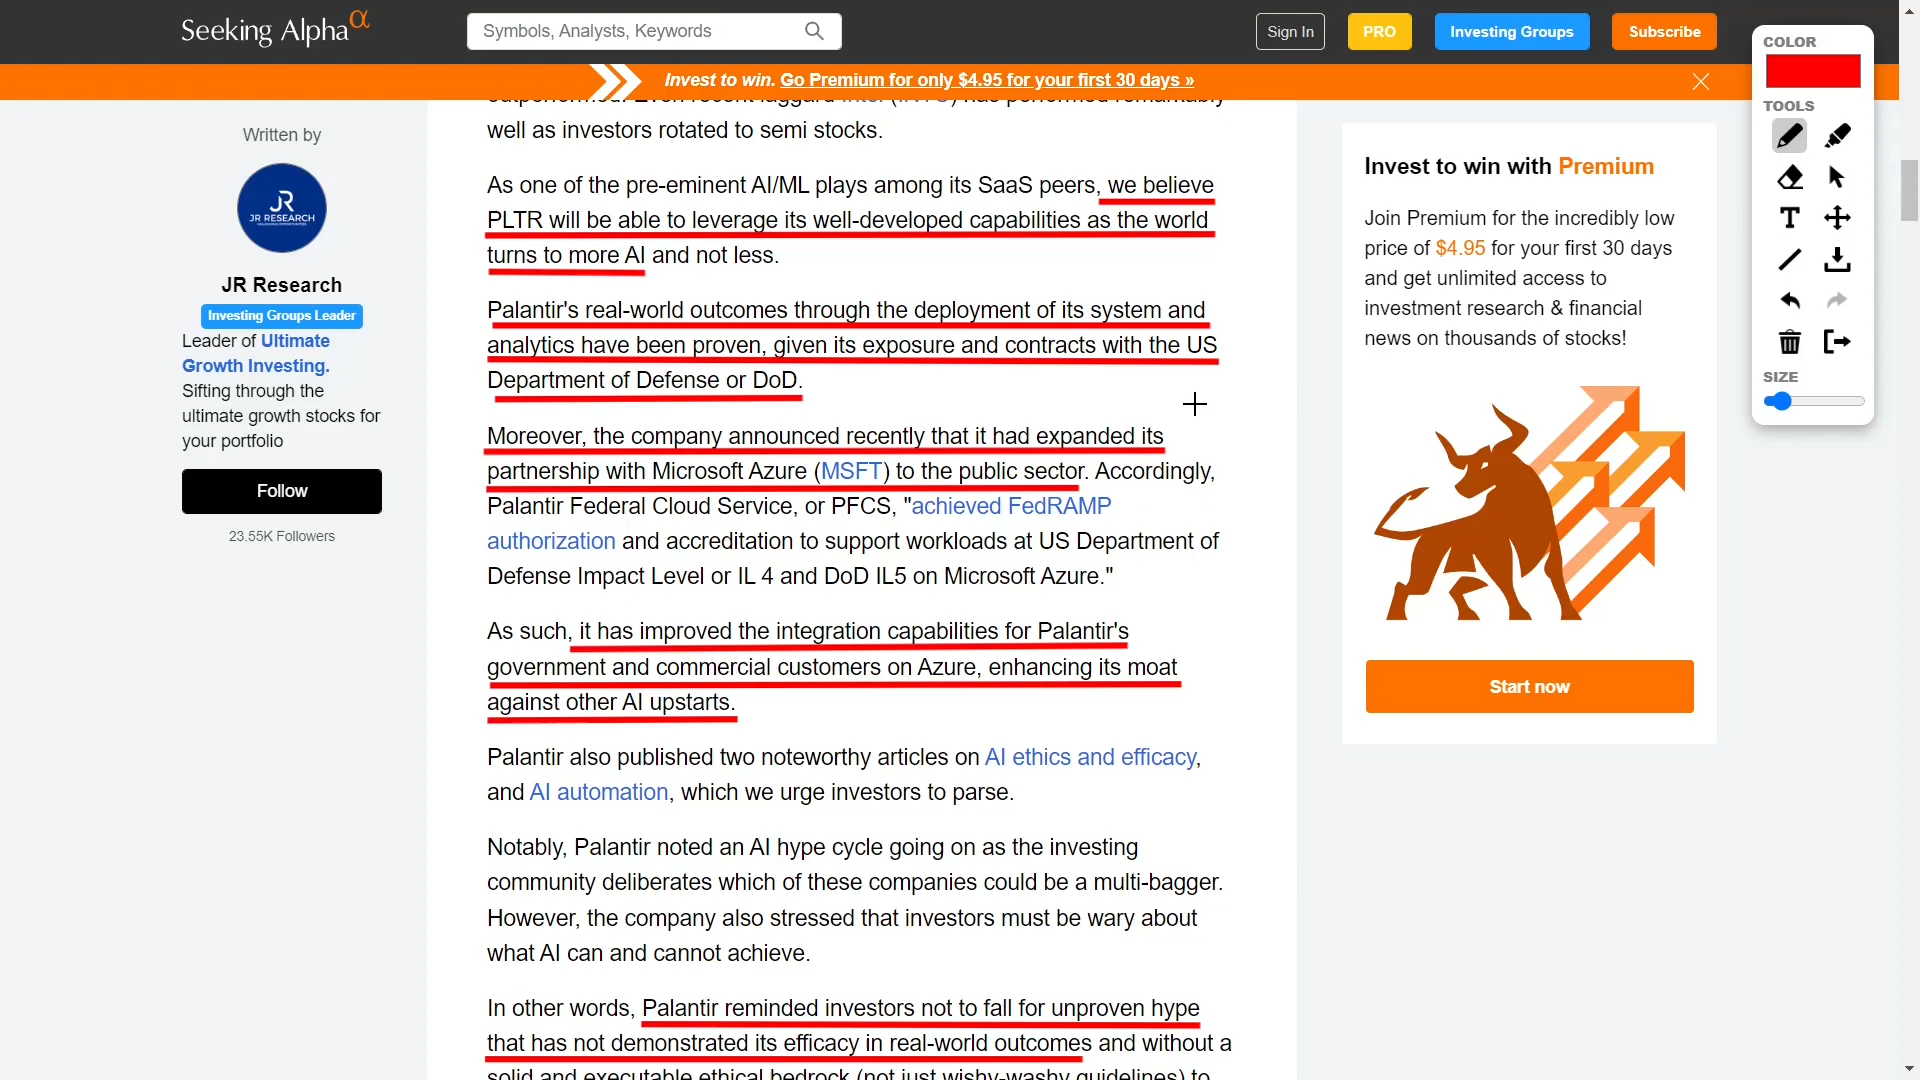 Seeking Alpha α
Symbols, Analysts, Keywords
Sign In
PRO
Investing Groups
Subscribe
Invest to win. Go Premium for only $4.95 for your first 30 days »
Written by
JR
JR RESEARCH
JR Research
Investing Groups Leader
Leader of Ultimate
Growth Investing.
Sifting through the
ultimate growth stocks for
your portfolio
Follow
23.55K Followers
well as investors rotated to semi stocks.
As one of the pre-eminent AI/ML plays among its SaaS peers, we believe
PLTR will be able to leverage its well-developed capabilities as the world
turns to more AI and not less.
Palantir's real-world outcomes through the deployment of its system and
analytics have been proven, given its exposure and contracts with the US
Department of Defense or DoD.
Moreover, the company announced recently that it had expanded its
partnership with Microsoft Azure (MSFT) to the public sector. Accordingly,
Palantir Federal Cloud Service, or PFCS, "achieved FedRAMP
authorization and accreditation to support workloads at US Department of
Defense Impact Level or IL 4 and DoD IL5 on Microsoft Azure."
As such, it has improved the integration capabilities for Palantir's
government and commercial customers on Azure, enhancing its moat
against other AI upstarts.
Palantir also published two noteworthy articles on AI ethics and efficacy,
and AI automation, which we urge investors to parse.
Notably, Palantir noted an AI hype cycle going on as the investing
community deliberates which of these companies could be a multi-bagger.
However, the company also stressed that investors must be wary about
what AI can and cannot achieve.
In other words, Palantir reminded investors not to fall for unproven hype
that has not demonstrated its efficacy in real-world outcomes and without a
solid and executable ethical bedrock (not just wishy-washy guidelines) to
Invest to win with Premium
Join Premium for the incredibly low
price of $4.95 for your first 30 days
and get unlimited access to
investment research & financial
news on thousands of stocks!
Start now
COLOR
TOOLS
T
SIZE